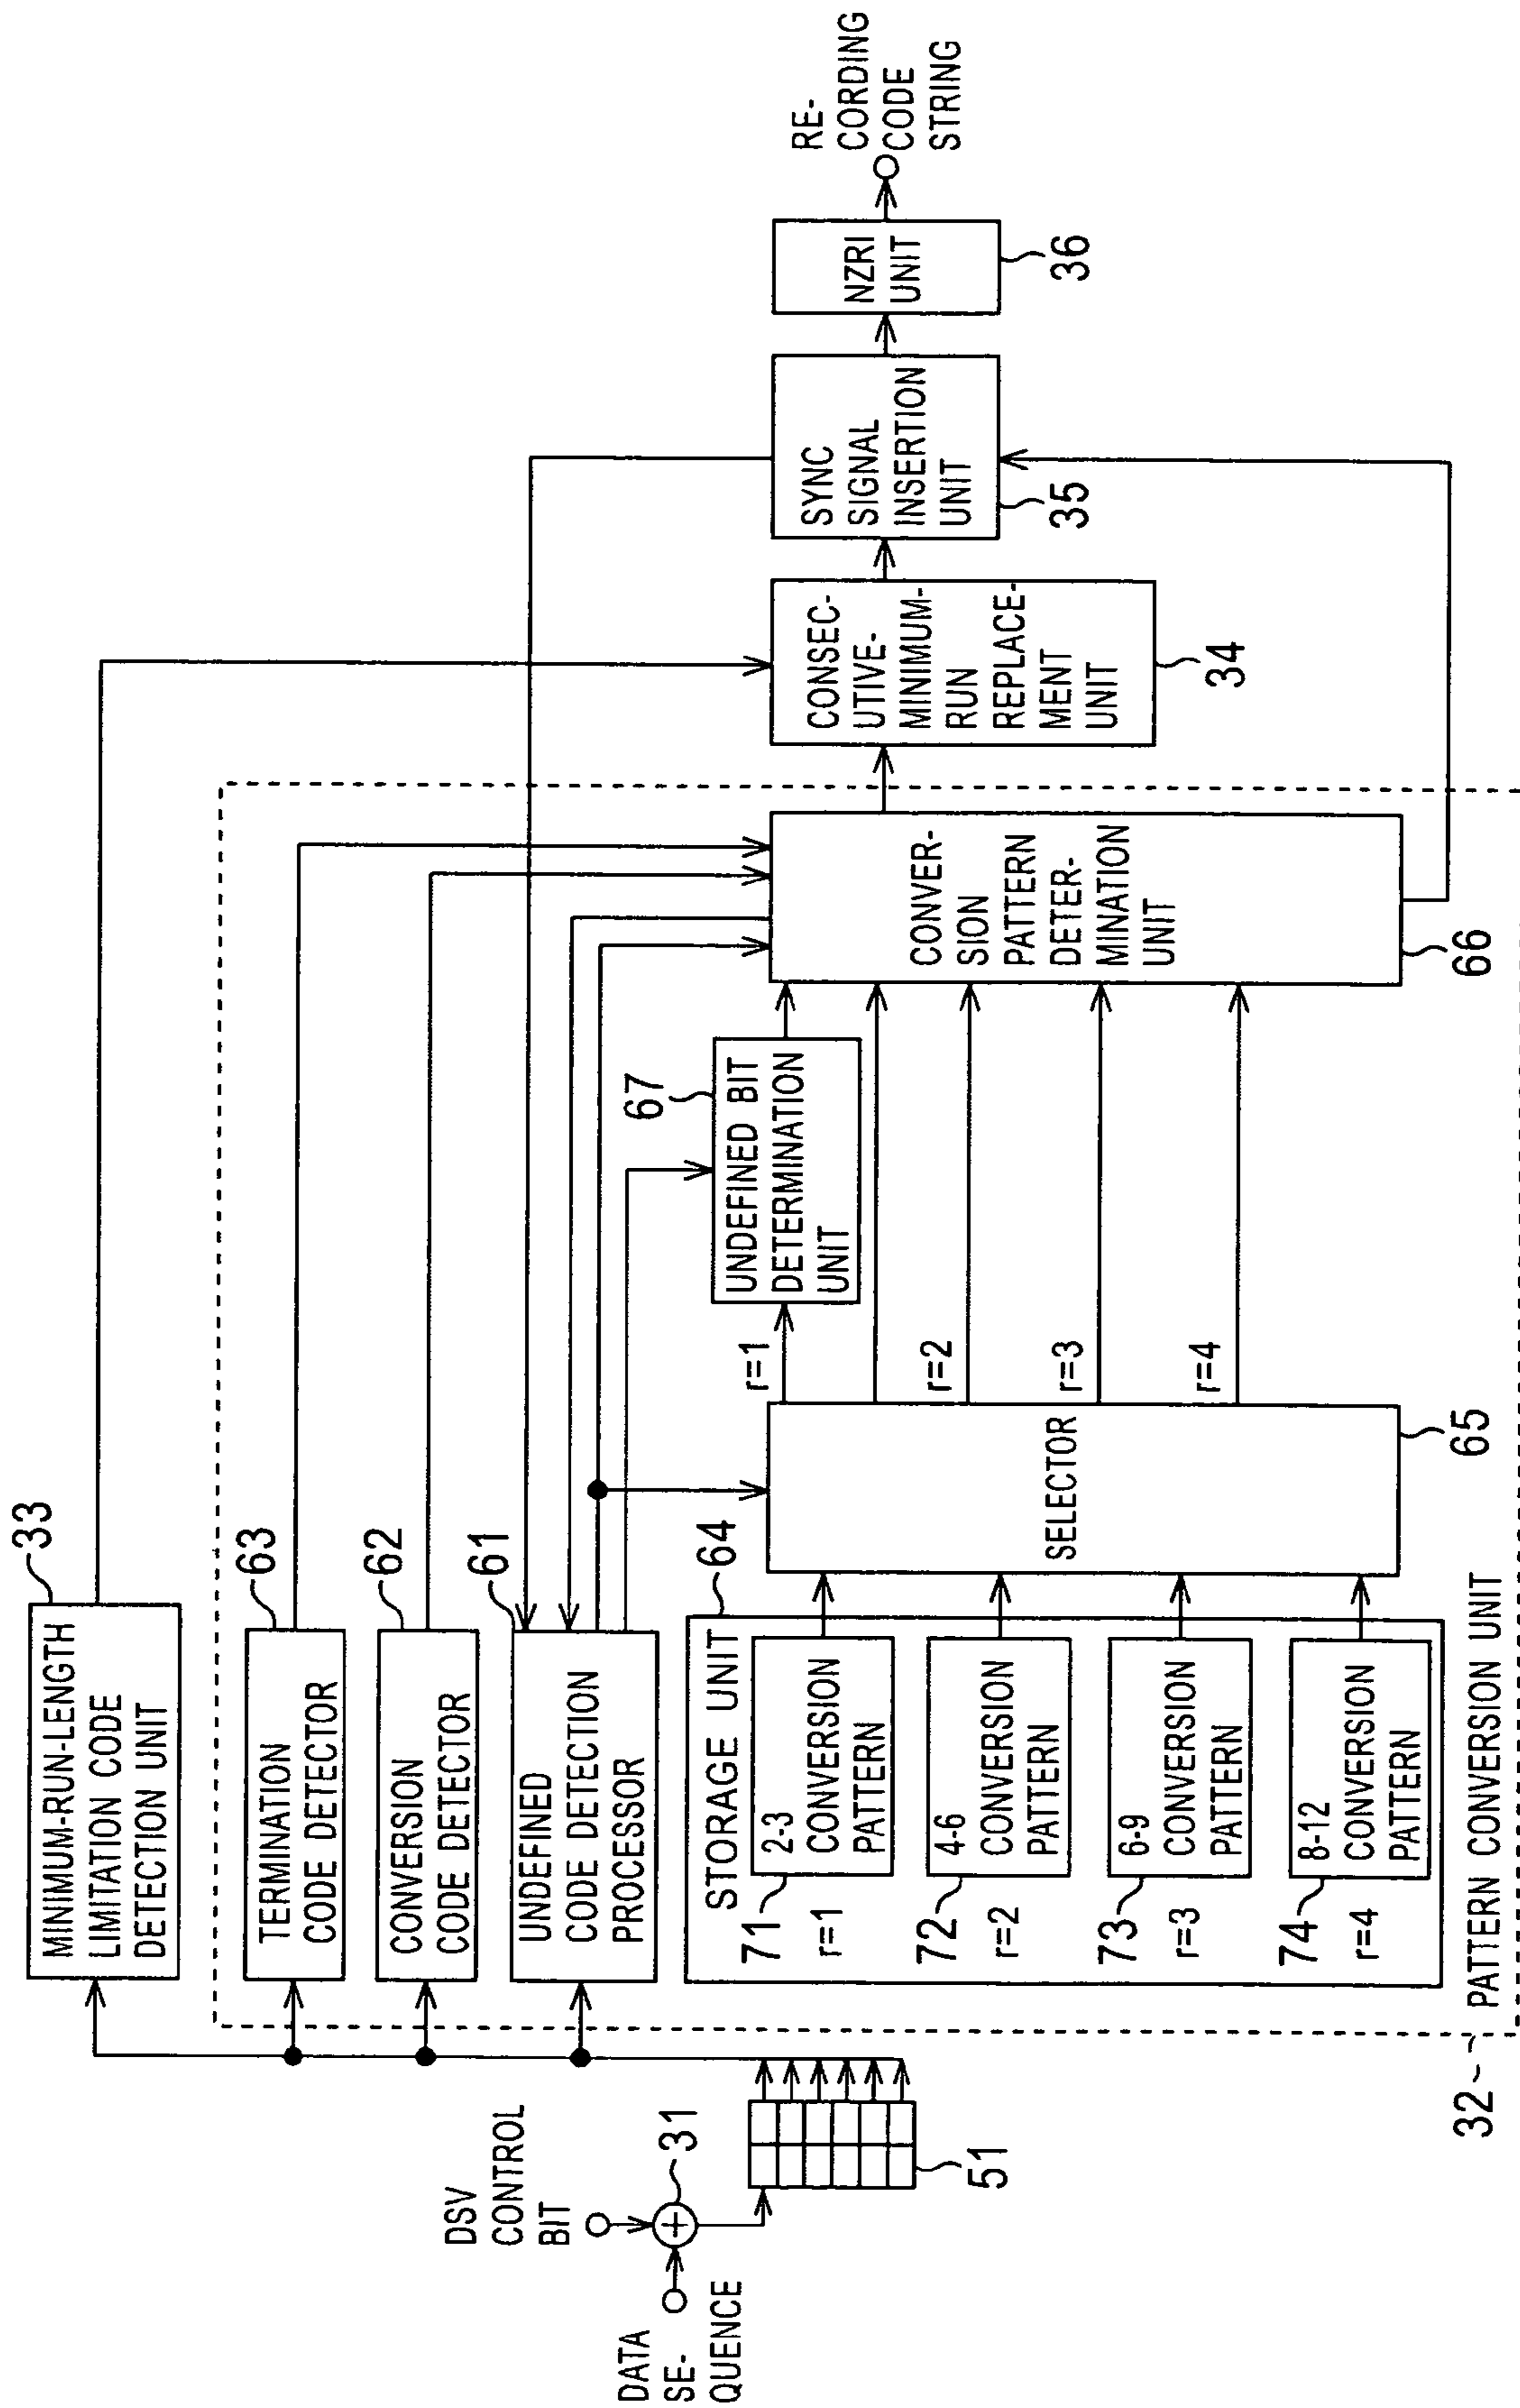 DATA
SE-
QUENCE
DSV
CONTROL
BIT
31
51
MINIMUM-RUN-LENGTH
LIMITATION CODE
DETECTION UNIT
33
TERMINATION
CODE DETECTOR
63
CONVERSION
CODE DETECTOR
62
UNDEFINED
CODE DETECTION
PROCESSOR
61
STORAGE UNIT
64
2-3
CONVERSION
PATTERN
71
r=1
4-6
CONVERSION
PATTERN
72
r=2
6-9
CONVERSION
PATTERN
73
r=3
8-12
CONVERSION
PATTERN
74
r=4
32
PATTERN CONVERSION UNIT
SELECTOR
65
r=1
r=2
r=3
r=4
UNDEFINED BIT
DETERMINATION
UNIT
67
CONVER-
SION
PATTERN
DETER-
MINATION
UNIT
66
CONSEC-
UTIVE-
MINIMUM-
RUN
REPLACE-
MENT
UNIT
34
SYNC
SIGNAL
INSERTION
UNIT
35
NZRI
UNIT
36
RE-
CORDING
CODE
STRING